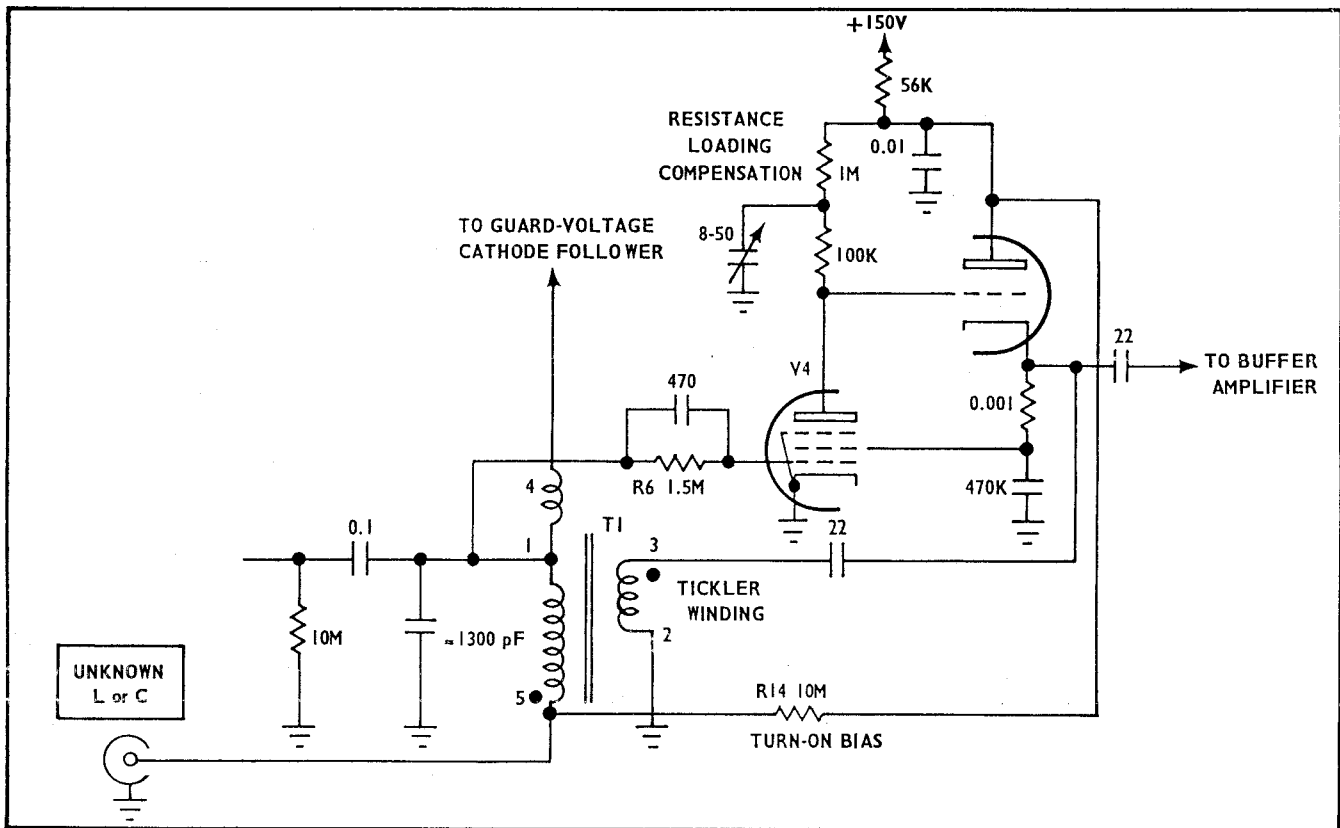 +150V
56K
RESISTANCE
LOADING
COMPENSATION
0.01
1M
TO GUARD-VOLTAGE
CATHODE FOLLOWER
8-50
100K
22
TO BUFFER
AMPLIFIER
V4
470
0.001
R6 1.5M
470K
4
T1
22
0.1
1
3
TICKLER
WINDING
10M
≈1300 pF
2
UNKNOWN
L or C
5
R14 10M
TURN-ON BIAS